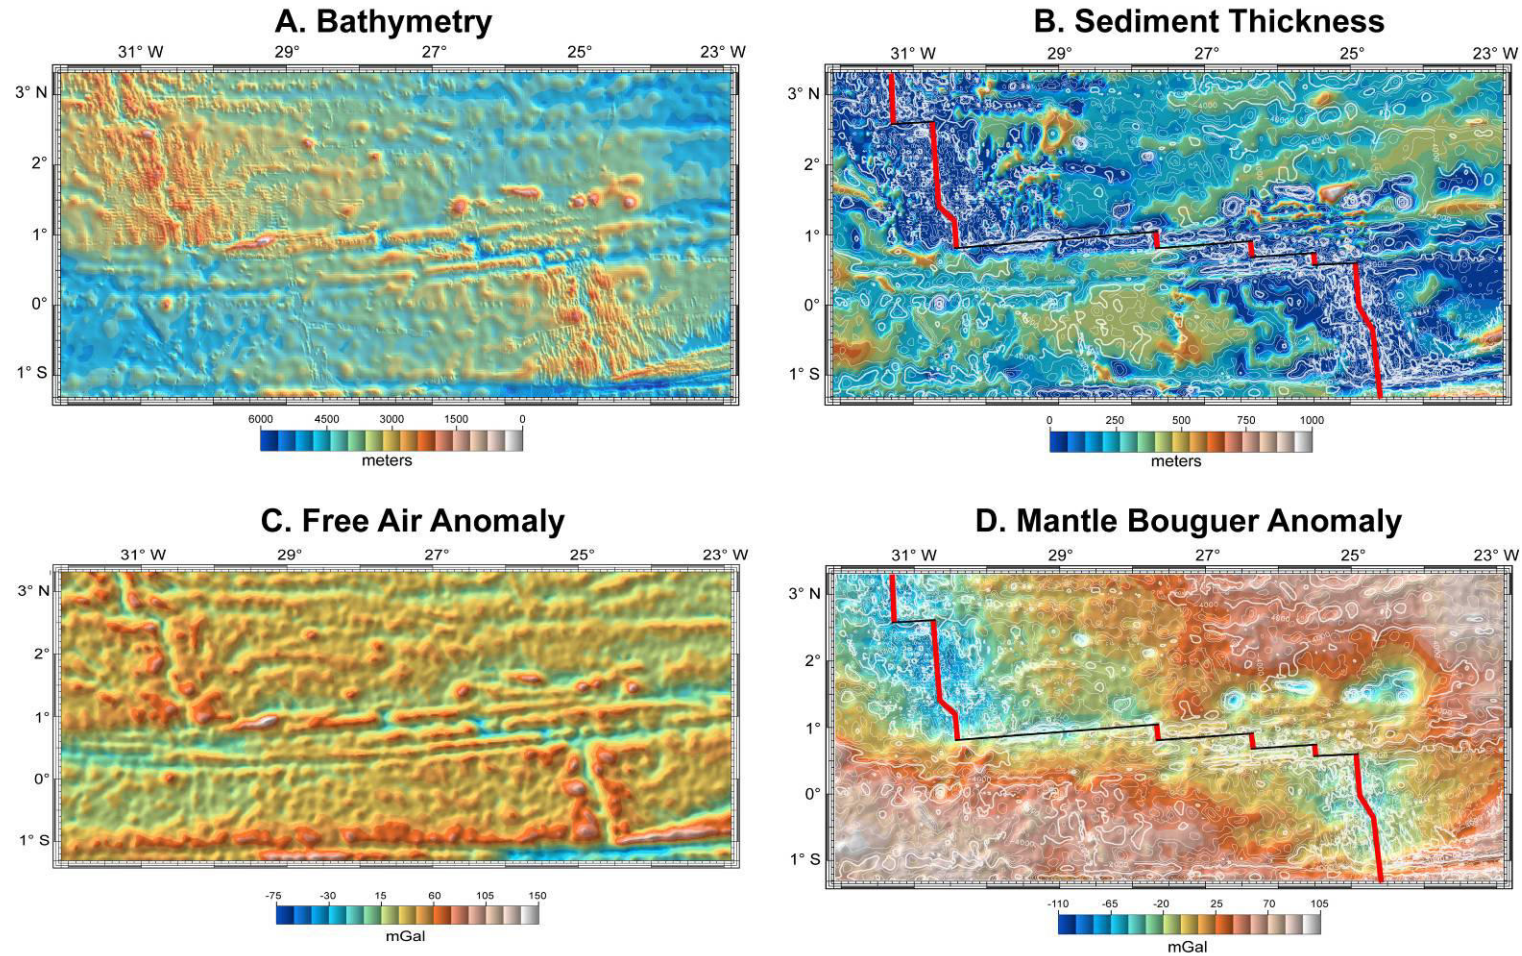 A. Bathymetry
31° W 29° 27° 25° 23° W
3° N
2°
1°
0°
1° S
6000 4500 3000 1500 0
meters
B. Sediment Thickness
31° W 29° 27° 25° 23° W
3° N
2°
1°
0°
1° S
0 250 500 750 1000
meters
C. Free Air Anomaly
31° W 29° 27° 25° 23° W
3° N
2°
1°
0°
1° S
-75 -30 15 60 105 150
mGal
D. Mantle Bouguer Anomaly
31° W 29° 27° 25° 23° W
3° N
2°
1°
0°
1° S
-110 -65 -20 25 70 105
mGal